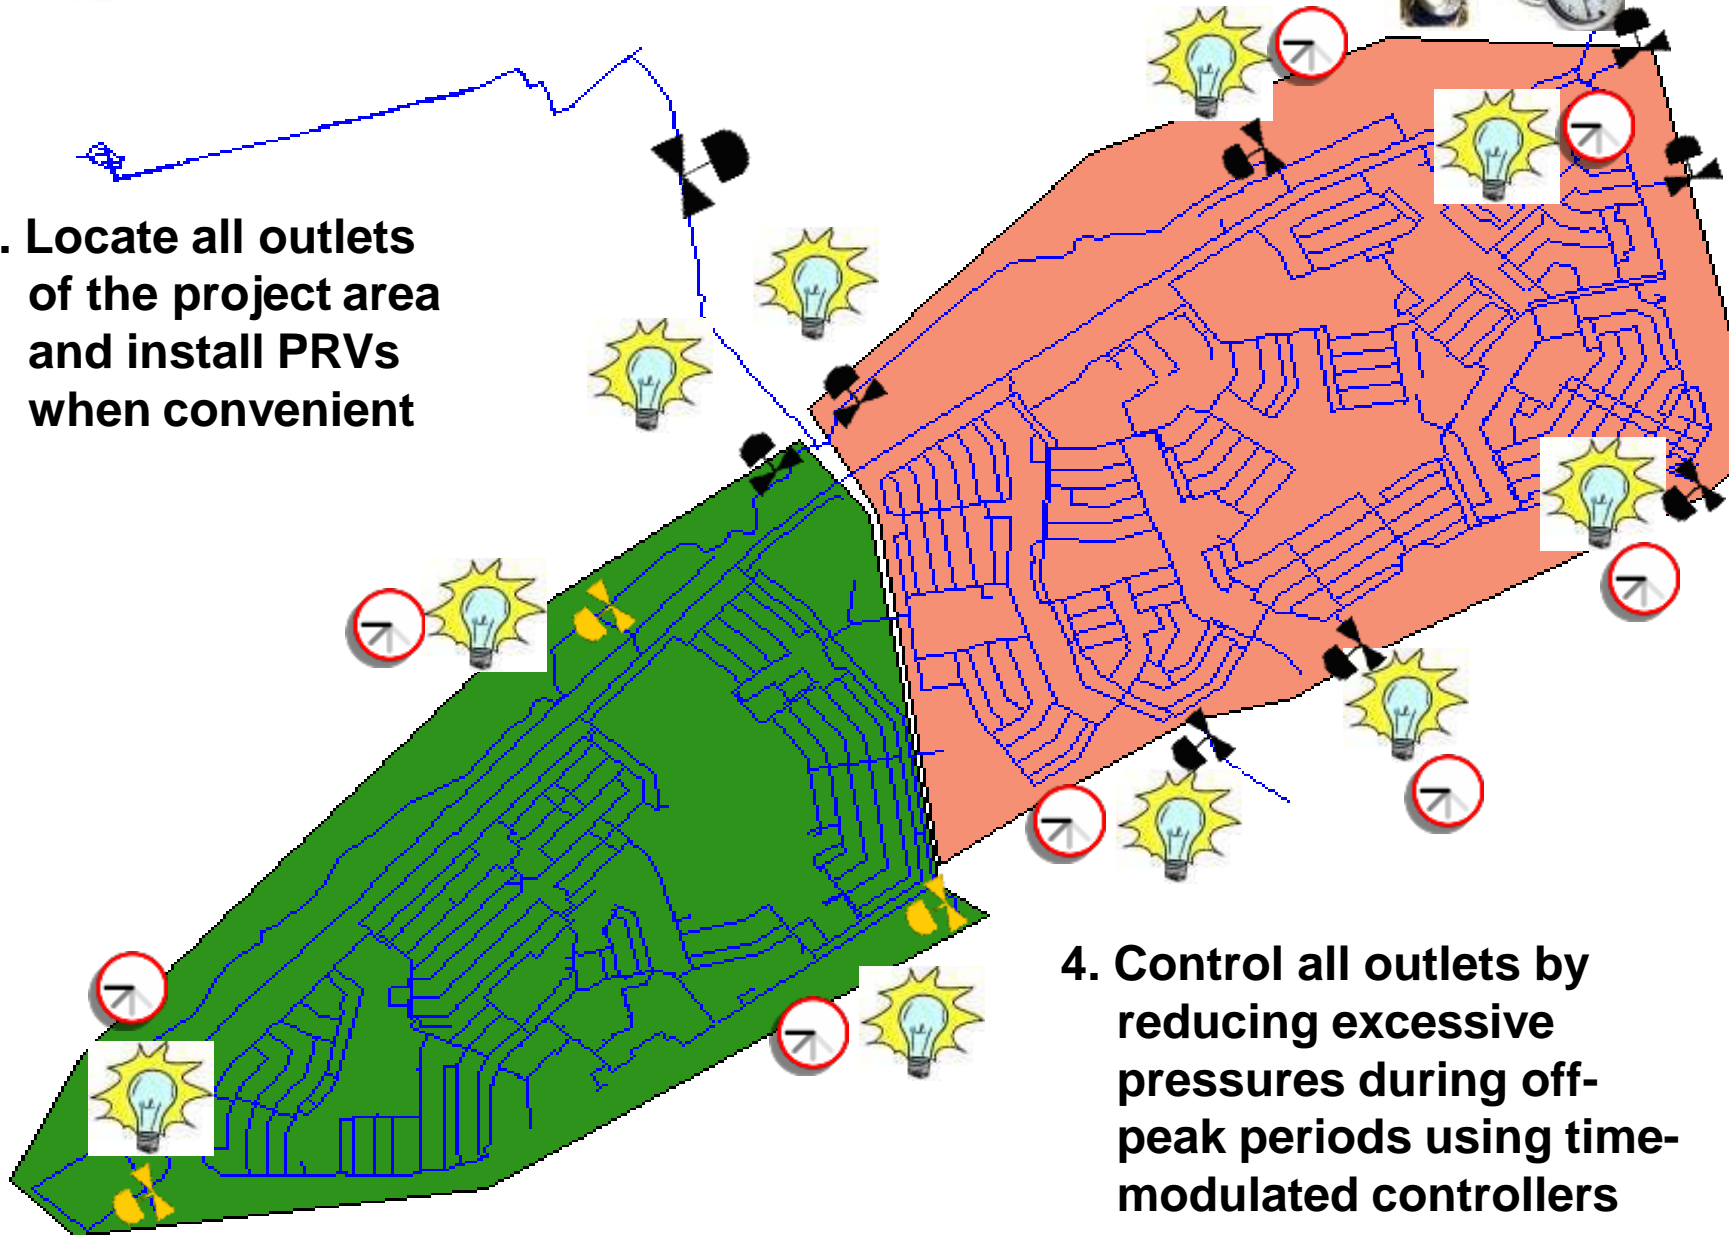 . Locate all outlets
of the project area
and install PRVs
when convenient
4. Control all outlets by
reducing excessive
pressures during off-
peak periods using time-
modulated controllers